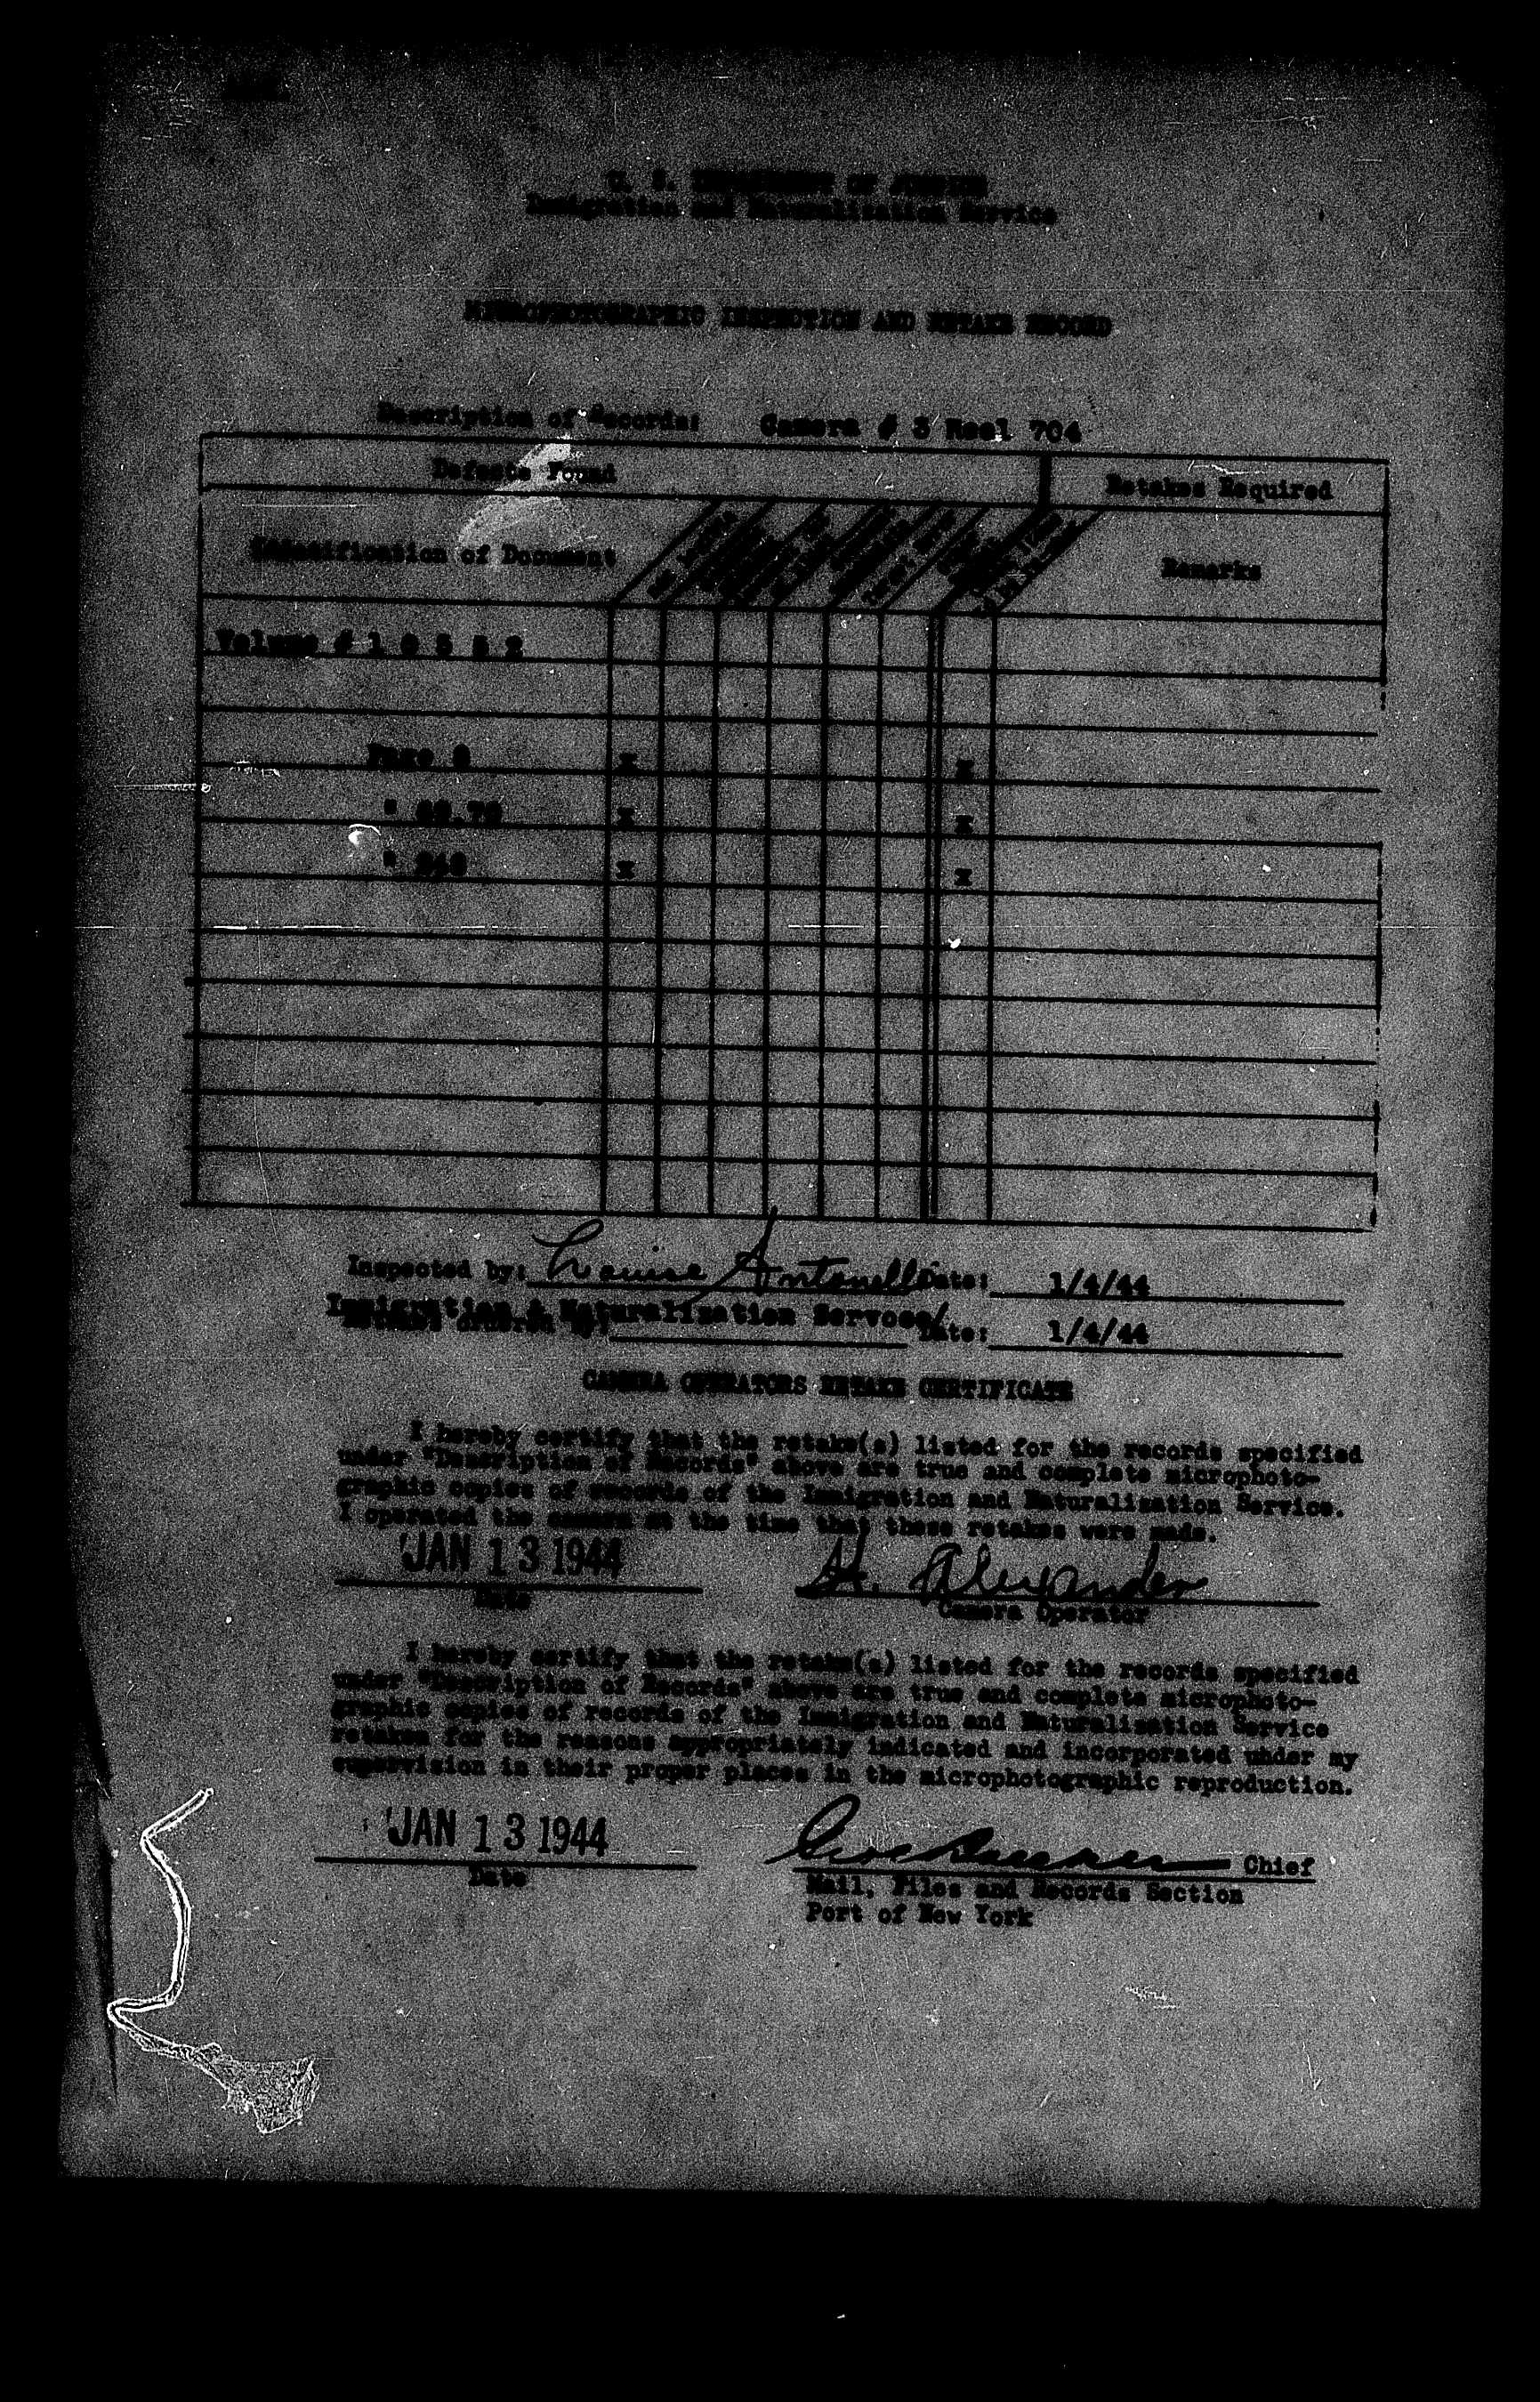 U. S. DEPARTMENT OF JUSTICE
Immigration and Naturalization Service
MICROPHOTOGRAPHIC INSPECTION AND RETAKE RECORD
Description of Records: Camera # 3 Reel 704
Defects Found
Retakes Required
Identification of Document
Remarks
Volume #
Page
x x
" x x
" x x
Inspected by: Louise Antonelli Date: 1/4/44
Immigration & Naturalization Service/
Retakes ordered by: Date: 1/4/44
CAMERA OPERATORS RETAKE CERTIFICATE
I hereby certify that the retake(s) listed for the records specified
under "Description of Records" above are true and complete microphoto-
graphic copies of records of the Immigration and Naturalization Service.
I operated the camera at the time that these retakes were made.
JAN 13 1944
Alexander
Date
Camera Operator
I hereby certify that the retake(s) listed for the records specified
under "Description of Records" above are true and complete microphoto-
graphic copies of records of the Immigration and Naturalization Service
retaken for the reasons appropriately indicated and incorporated under my
supervision in their proper places in the microphotographic reproduction.
JAN 13 1944
Chief
Date
Mail, Files and Records Section
Port of New York